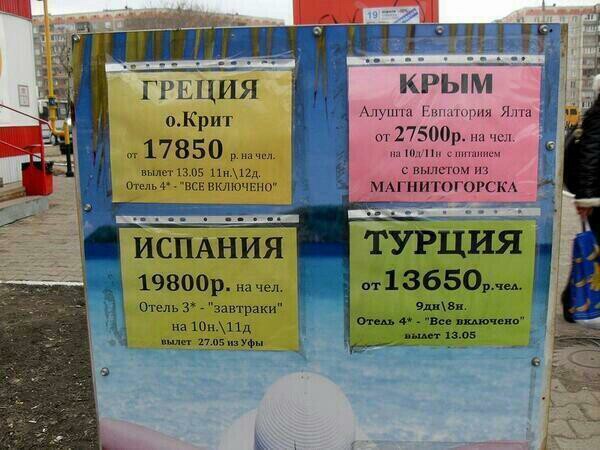 19
ГРЕЦИЯ
о.Крит
от 17850 р. на чел.
вылет 13.05 11н.\12д.
Отель 4* - "ВСЕ ВКЛЮЧЕНО"
КРЫМ
Алушта Евпатория Ялта
от 27500р. на чел.
на 10д/11н с питанием
с вылетом из
МАГНИТОГОРСКА
ИСПАНИЯ
19800р. на чел.
Отель 3* - "завтраки"
на 10н.\11д
вылет 27.05 из Уфы
ТУРЦИЯ
от 13650р.чел.
9дн\8н.
Отель 4* - "Все включено"
вылет 13.05